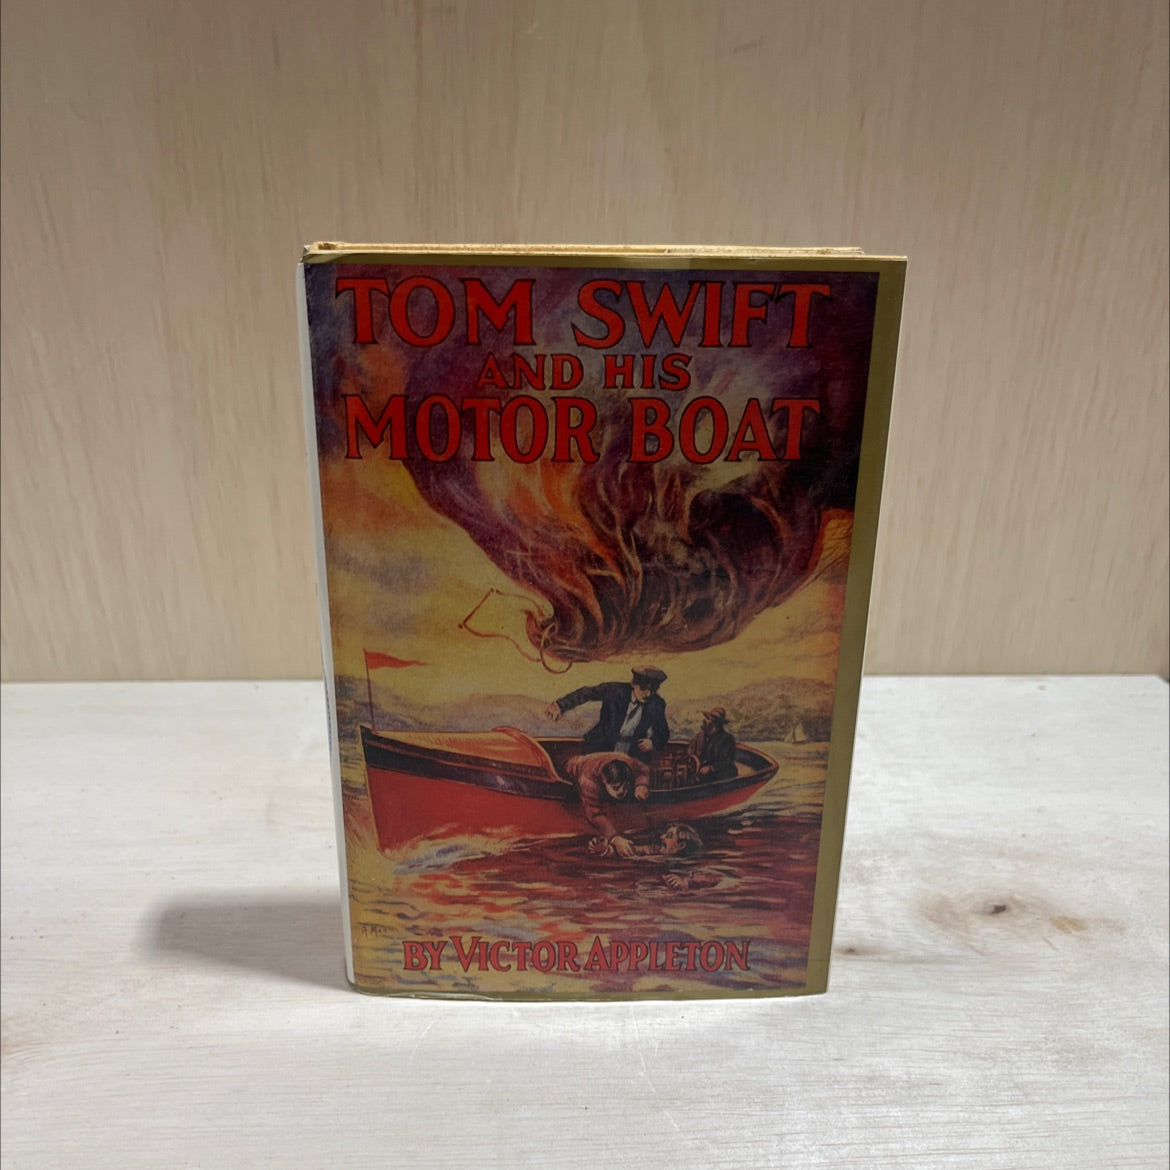 TOM SWIFT
AND HIS
MOTOR BOAT
BY VICTOR APPLETON